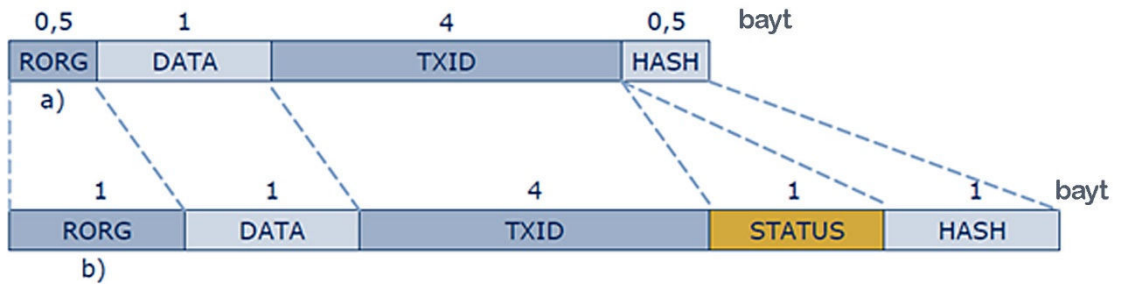 0,5 1 4 0,5 bayt
RORG DATA TXID HASH
a)
1 1 4 1 1 bayt
RORG DATA TXID STATUS HASH
b)